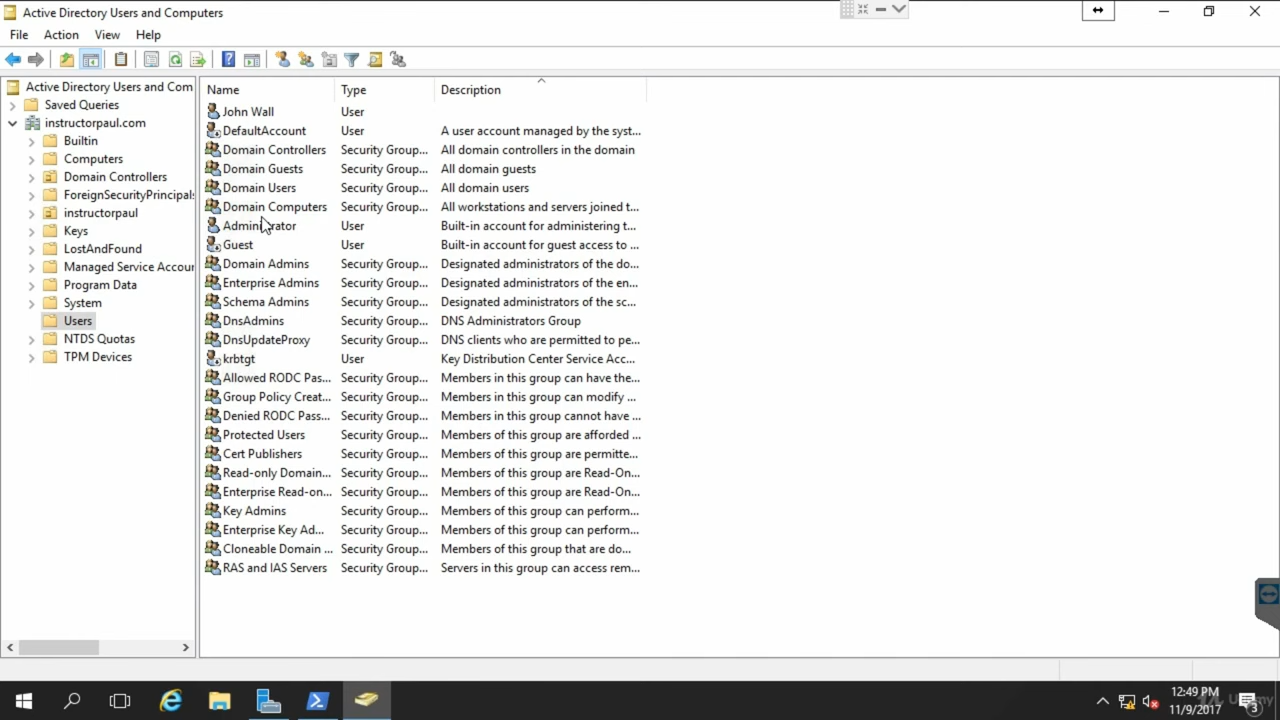 Active Directory Users and Computers
File Action View Help
Active Directory Users and Com
Saved Queries
instructorpaul.com
Builtin
Computers
Domain Controllers
ForeignSecurityPrincipals
instructorpaul
Keys
LostAndFound
Managed Service Accour
Program Data
System
Users
NTDS Quotas
TPM Devices
Name Type Description
John Wall User
DefaultAccount User A user account managed by the syst...
Domain Controllers Security Group... All domain controllers in the domain
Domain Guests Security Group... All domain guests
Domain Users Security Group... All domain users
Domain Computers Security Group... All workstations and servers joined t...
Administrator User Built-in account for administering t...
Guest User Built-in account for guest access to ...
Domain Admins Security Group... Designated administrators of the do...
Enterprise Admins Security Group... Designated administrators of the en...
Schema Admins Security Group... Designated administrators of the sc...
DnsAdmins Security Group... DNS Administrators Group
DnsUpdateProxy Security Group... DNS clients who are permitted to pe...
krbtgt User Key Distribution Center Service Acc...
Allowed RODC Pas... Security Group... Members in this group can have the...
Group Policy Creat... Security Group... Members in this group can modify ...
Denied RODC Pass... Security Group... Members in this group cannot have ...
Protected Users Security Group... Members of this group are afforded ...
Cert Publishers Security Group... Members of this group are permitte...
Read-only Domain... Security Group... Members of this group are Read-On...
Enterprise Read-on... Security Group... Members of this group are Read-On...
Key Admins Security Group... Members of this group can perform...
Enterprise Key Ad... Security Group... Members of this group can perform...
Cloneable Domain ... Security Group... Members of this group that are do...
RAS and IAS Servers Security Group... Servers in this group can access rem...
12:49 PM
11/9/2017
3
Udemy